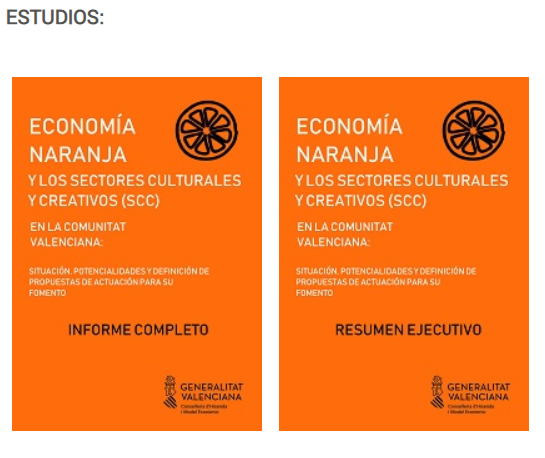 ESTUDIOS:
ECONOMÍA
NARANJA
Y LOS SECTORES CULTURALES
Y CREATIVOS (SCC)
EN LA COMUNITAT
VALENCIANA:
SITUACIÓN, POTENCIALIDADES Y DEFINICIÓN DE
PROPUESTAS DE ACTUACIÓN PARA SU
FOMENTO
INFORME COMPLETO
GENERALITAT
VALENCIANA
Conselleria d'Hisenda
i Model Econòmic
ECONOMÍA
NARANJA
Y LOS SECTORES CULTURALES
Y CREATIVOS (SCC)
EN LA COMUNITAT
VALENCIANA:
SITUACIÓN, POTENCIALIDADES Y DEFINICIÓN DE
PROPUESTAS DE ACTUACIÓN PARA SU
FOMENTO
RESUMEN EJECUTIVO
GENERALITAT
VALENCIANA
Conselleria d'Hisenda
i Model Econòmic